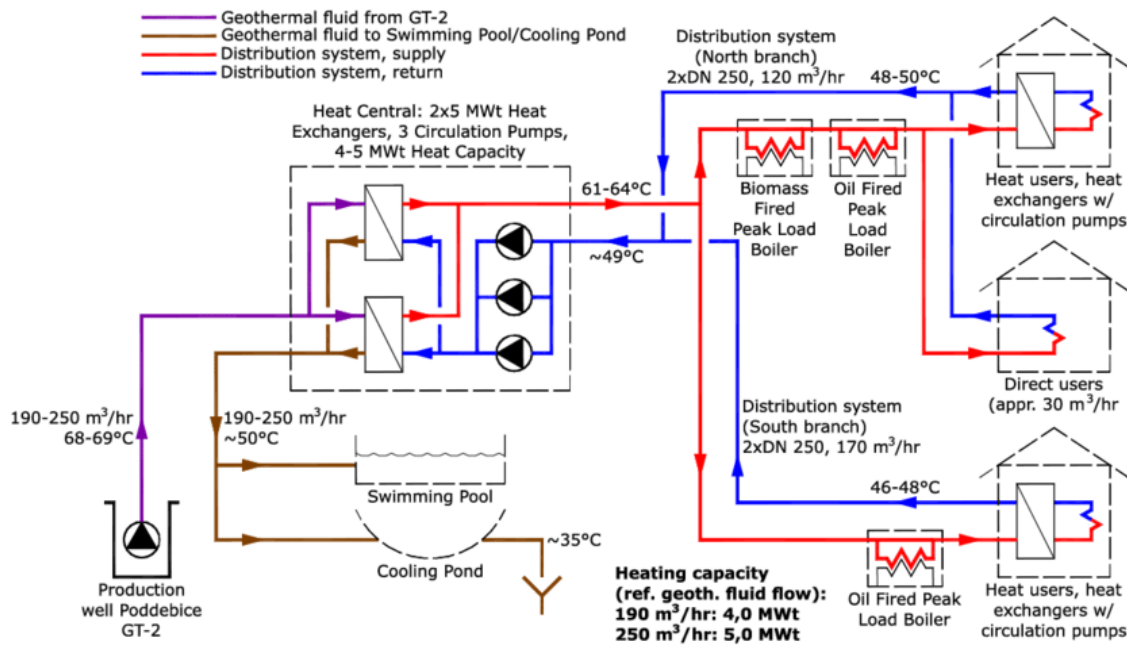 Geothermal fluid from GT-2
Geothermal fluid to Swimming Pool/Cooling Pond
Distribution system, supply
Distribution system, return
Heat Central: 2x5 MWt Heat
Exchangers, 3 Circulation Pumps,
4-5 MWt Heat Capacity
Distribution system
(North branch)
2xDN 250, 120 m³/hr
48-50°C
61-64°C
~49°C
Biomass
Fired
Peak Load
Boiler
Oil Fired
Peak
Load
Boiler
Heat users, heat
exchangers w/
circulation pumps
Direct users
(appr. 30 m³/hr
190-250 m³/hr
68-69°C
190-250 m³/hr
~50°C
Swimming Pool
Cooling Pond
~35°C
Production
well Poddebice
GT-2
Distribution system
(South branch)
2xDN 250, 170 m³/hr
46-48°C
Heating capacity
(ref. geoth. fluid flow):
190 m³/hr: 4,0 MWt
250 m³/hr: 5,0 MWt
Oil Fired Peak
Load Boiler
Heat users, heat
exchangers w/
circulation pumps